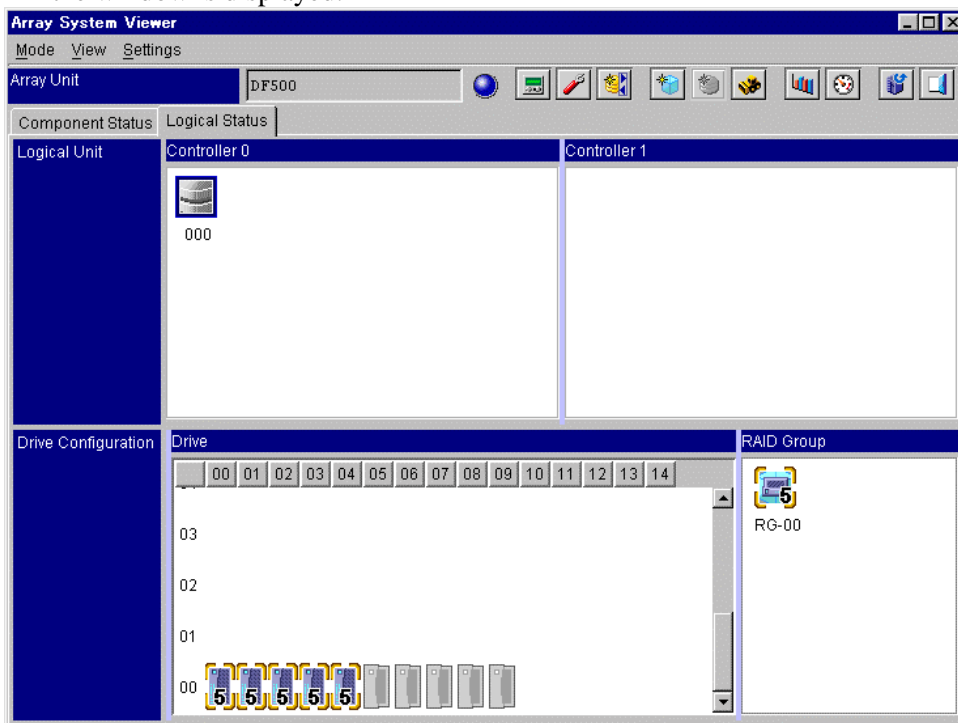 Array System Viewer
Mode View Settings
Array Unit DF500
Component Status Logical Status
Logical Unit Controller 0 Controller 1
000
Drive Configuration Drive RAID Group
00 01 02 03 04 05 06 07 08 09 10 11 12 13 14
5
RG-00
03
02
01
00 5 5 5 5 5